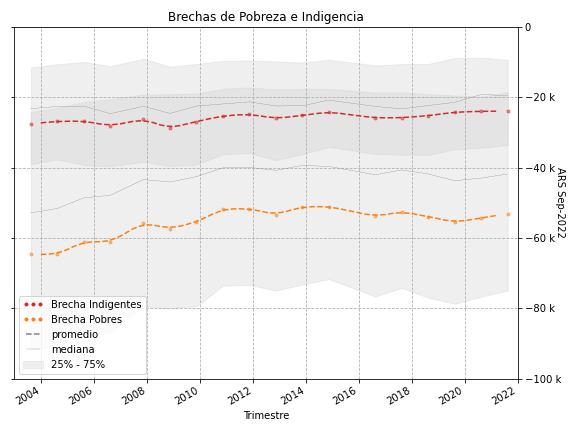 Brechas de Pobreza e Indigencia
0
−20 k
−40 k
−60 k
−80 k
−100 k
ARS Sep-2022
Brecha Indigentes
Brecha Pobres
promedio
mediana
25% - 75%
2004
2006
2008
2010
2012
2014
2016
2018
2020
2022
Trimestre